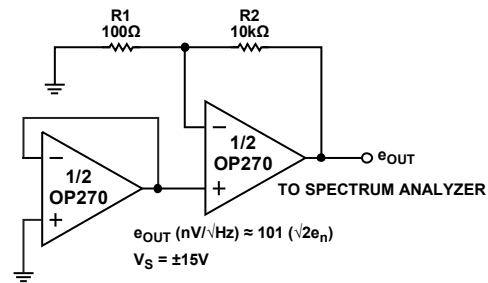 R1
100Ω
R2
10kΩ
1/2
OP270
1/2
OP270
−
+
−
+
eOUT
TO SPECTRUM ANALYZER
eOUT (nV/√Hz) ≈ 101 (√2en)
VS = ±15V